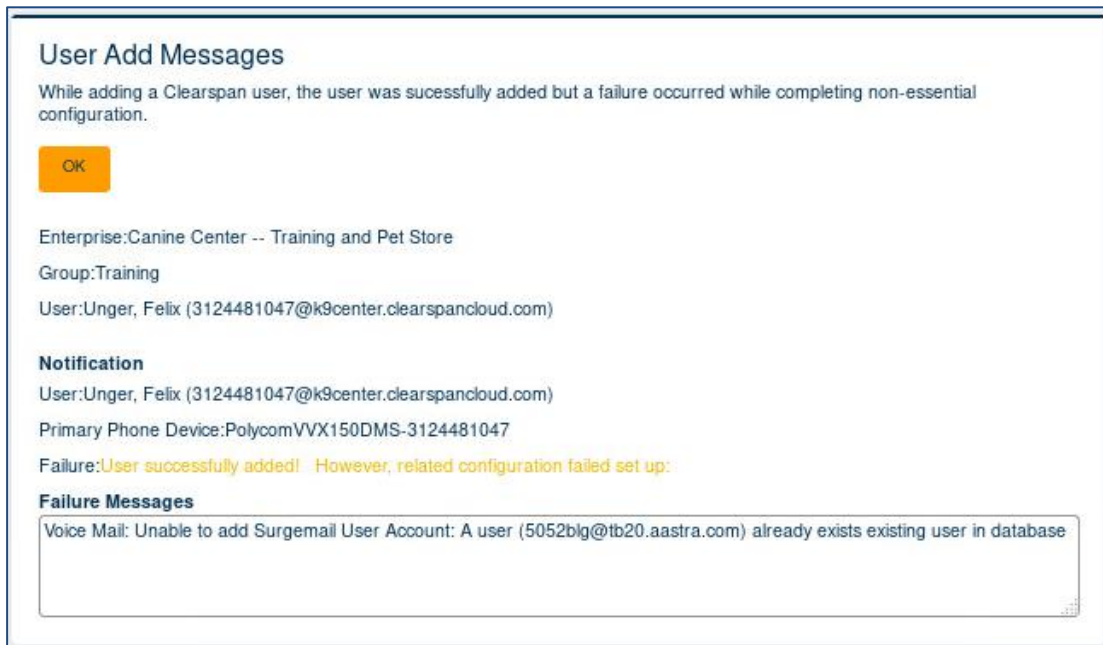 User Add Messages
While adding a Clearspan user, the user was sucessfully added but a failure occurred while completing non-essential
configuration.
OK
Enterprise:Canine Center -- Training and Pet Store
Group:Training
User:Unger, Felix (3124481047@k9center.clearspancloud.com)
Notification
User:Unger, Felix (3124481047@k9center.clearspancloud.com)
Primary Phone Device:PolycomVVX150DMS-3124481047
Failure:User successfully added!   However, related configuration failed set up:
Failure Messages
Voice Mail: Unable to add Surgemail User Account: A user (5052blg@tb20.aastra.com) already exists existing user in database